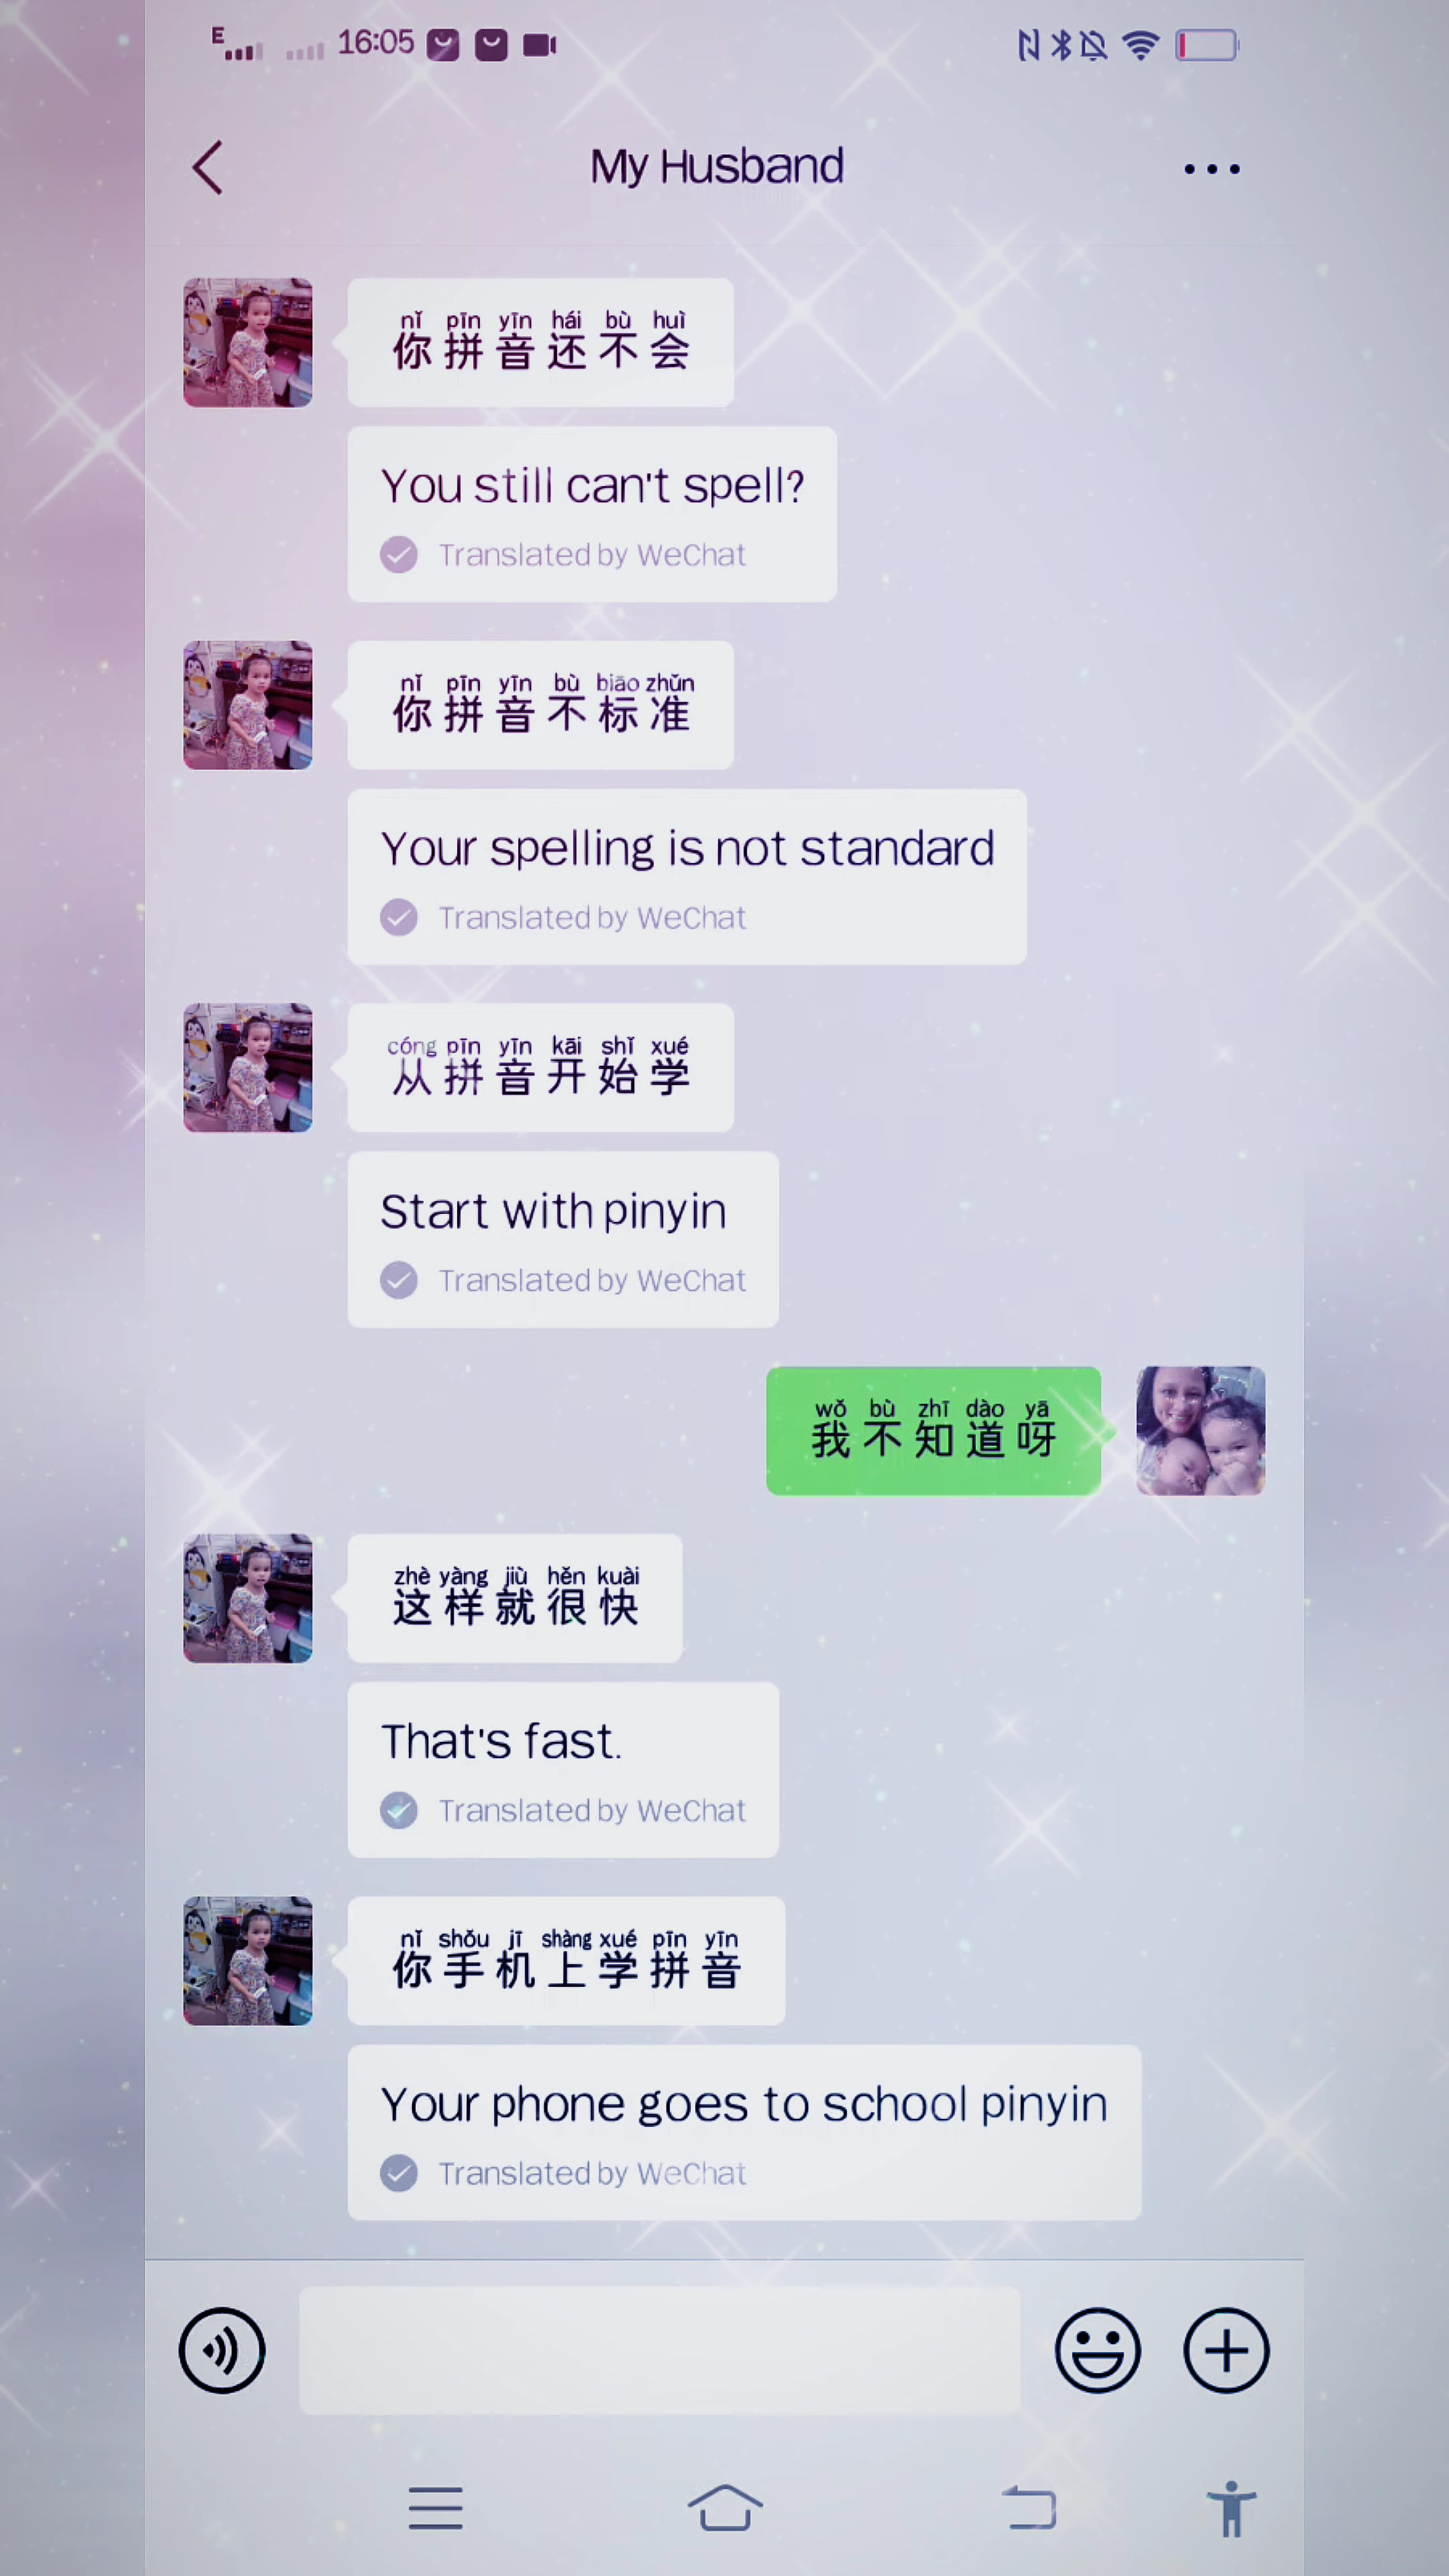 E
16:05
My Husband
nǐ pīn yīn hái bù huì
你拼音还不会
You still can't spell?
Translated by WeChat
nǐ pīn yīn bù biāo zhǔn
你拼音不标准
Your spelling is not standard
Translated by WeChat
cóng pīn yīn kāi shǐ xué
从拼音开始学
Start with pinyin
Translated by WeChat
wǒ bù zhī dào yā
我不知道呀
zhè yàng jiù hěn kuài
这样就很快
That's fast.
Translated by WeChat
nǐ shǒu jī shàng xué pīn yīn
你手机上学拼音
Your phone goes to school pinyin
Translated by WeChat